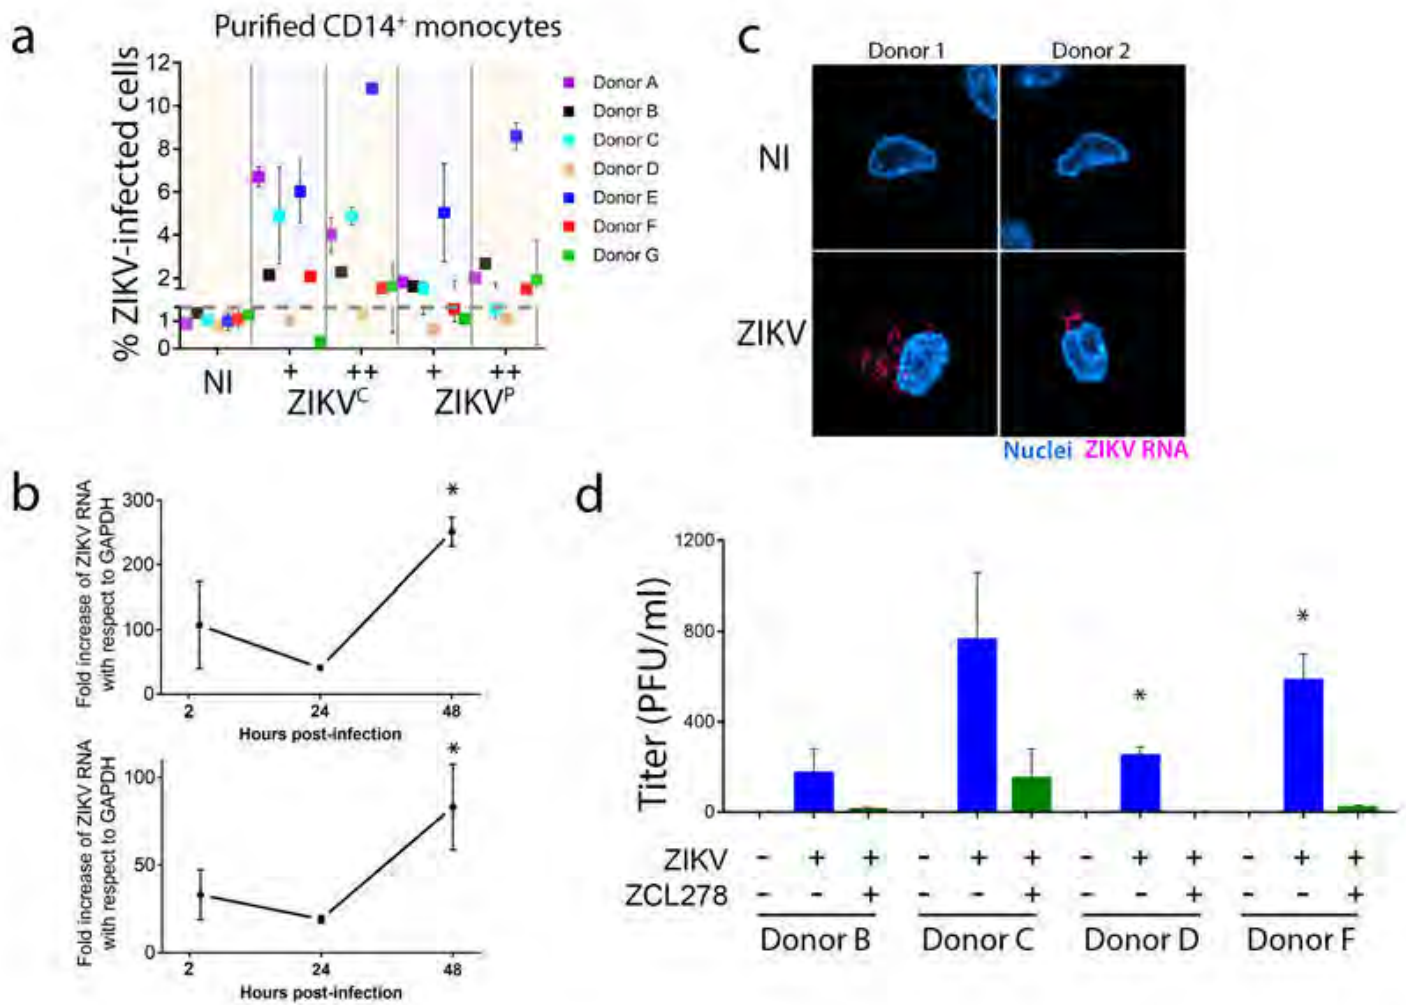 a
Purified CD14⁺ monocytes
% ZIKV-infected cells
12
10
8
6
4
2
1
0
NI
+
++
+
++
ZIKVᶜ
ZIKVᴾ
Donor A
Donor B
Donor C
Donor D
Donor E
Donor F
Donor G
b
Fold increase of ZIKV RNA
with respect to GAPDH
300
200
100
0
*
2
24
48
Hours post-infection
Fold increase of ZIKV RNA
with respect to GAPDH
100
50
0
*
2
24
48
Hours post-infection
c
Donor 1
Donor 2
NI
ZIKV
Nuclei ZIKV RNA
d
Titer (PFU/ml)
1200
800
400
0
*
*
ZIKV - + + - + + - + + - + +
ZCL278 - - + - - + - - + - - +
Donor B
Donor C
Donor D
Donor F